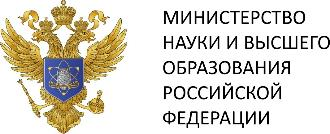 МИНИСТЕРСТВО
НАУКИ И ВЫСШЕГО
ОБРАЗОВАНИЯ
РОССИЙСКОЙ
ФЕДЕРАЦИИ